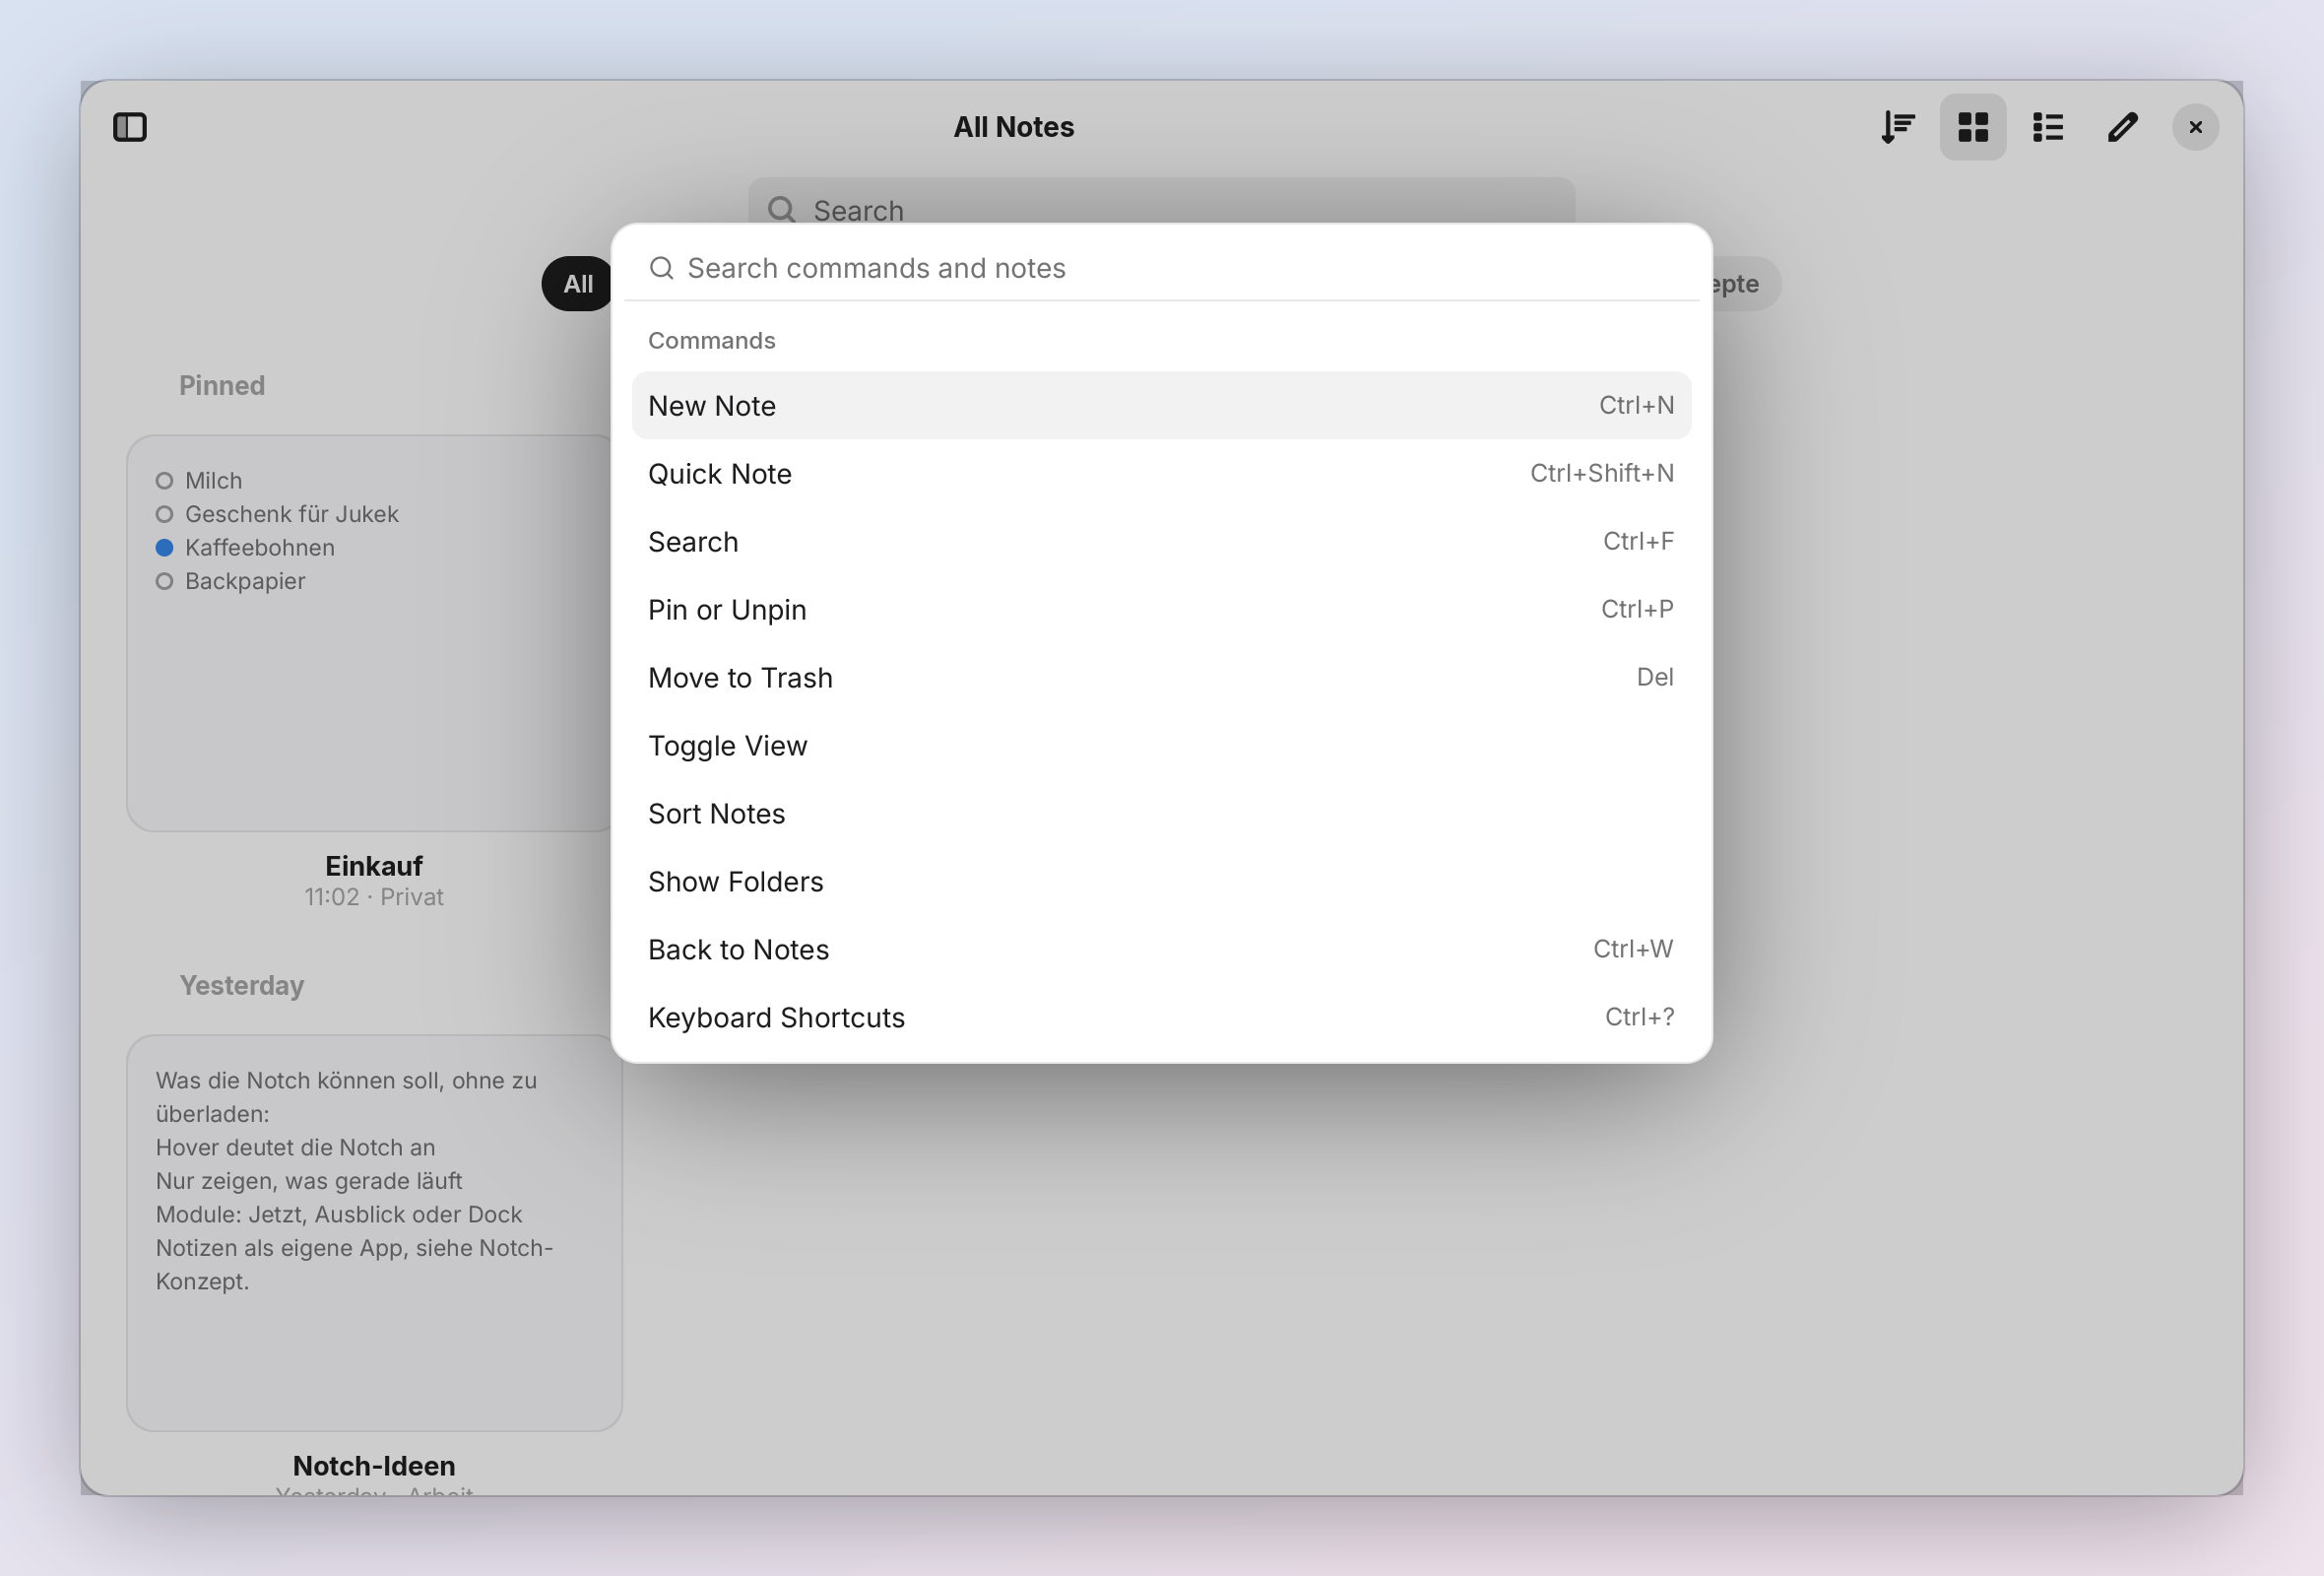 All Notes
Search
Search commands and notes
All
Commands
New Note Ctrl+N
Quick Note Ctrl+Shift+N
Search Ctrl+F
Pin or Unpin Ctrl+P
Move to Trash Del
Toggle View
Sort Notes
Show Folders
Back to Notes Ctrl+W
Keyboard Shortcuts Ctrl+?
Pinned
Milch
Geschenk für Jukek
Kaffeebohnen
Backpapier
Einkauf
11:02 · Privat
Yesterday
Was die Notch können soll, ohne zu
überladen:
Hover deutet die Notch an
Nur zeigen, was gerade läuft
Module: Jetzt, Ausblick oder Dock
Notizen als eigene App, siehe Notch-
Konzept.
Notch-Ideen
Yesterday · Arbeit